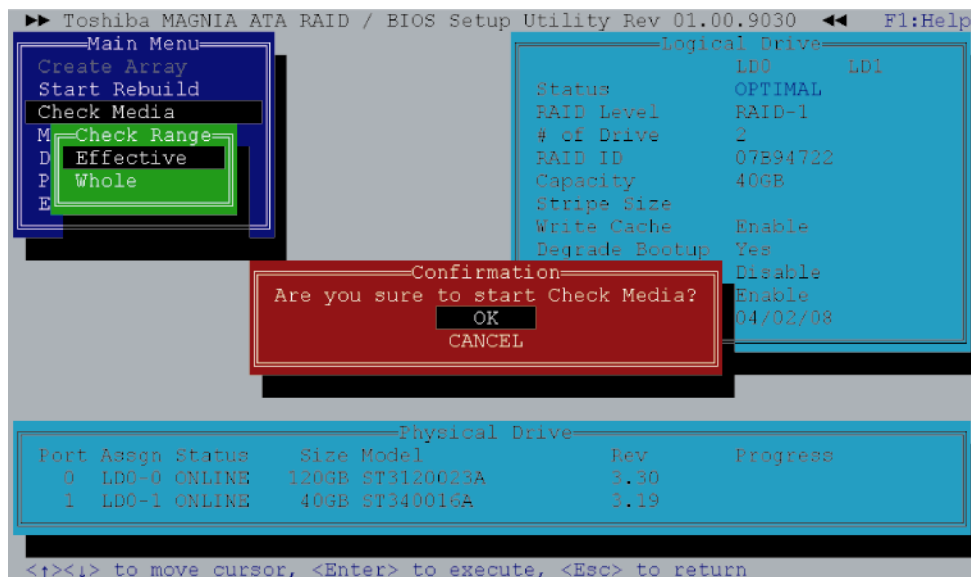 ►► Toshiba MAGNIA ATA RAID / BIOS Setup Utility Rev 01.00.9030 ◄◄ F1:Help
Main Menu
Create Array
Start Rebuild
Check Media
M
D
P
E
Check Range
Effective
Whole
Logical Drive
LD0 LD1
Status OPTIMAL
RAID Level RAID-1
# of Drive 2
RAID ID 07B94722
Capacity 40GB
Stripe Size
Write Cache Enable
Degrade Bootup Yes
Disable
Enable
04/02/08
Confirmation
Are you sure to start Check Media?
OK
CANCEL
Physical Drive
Port Assgn Status Size Model Rev Progress
0 LD0-0 ONLINE 120GB ST3120023A 3.30
1 LD0-1 ONLINE 40GB ST340016A 3.19
<↑><↓> to move cursor, <Enter> to execute, <Esc> to return